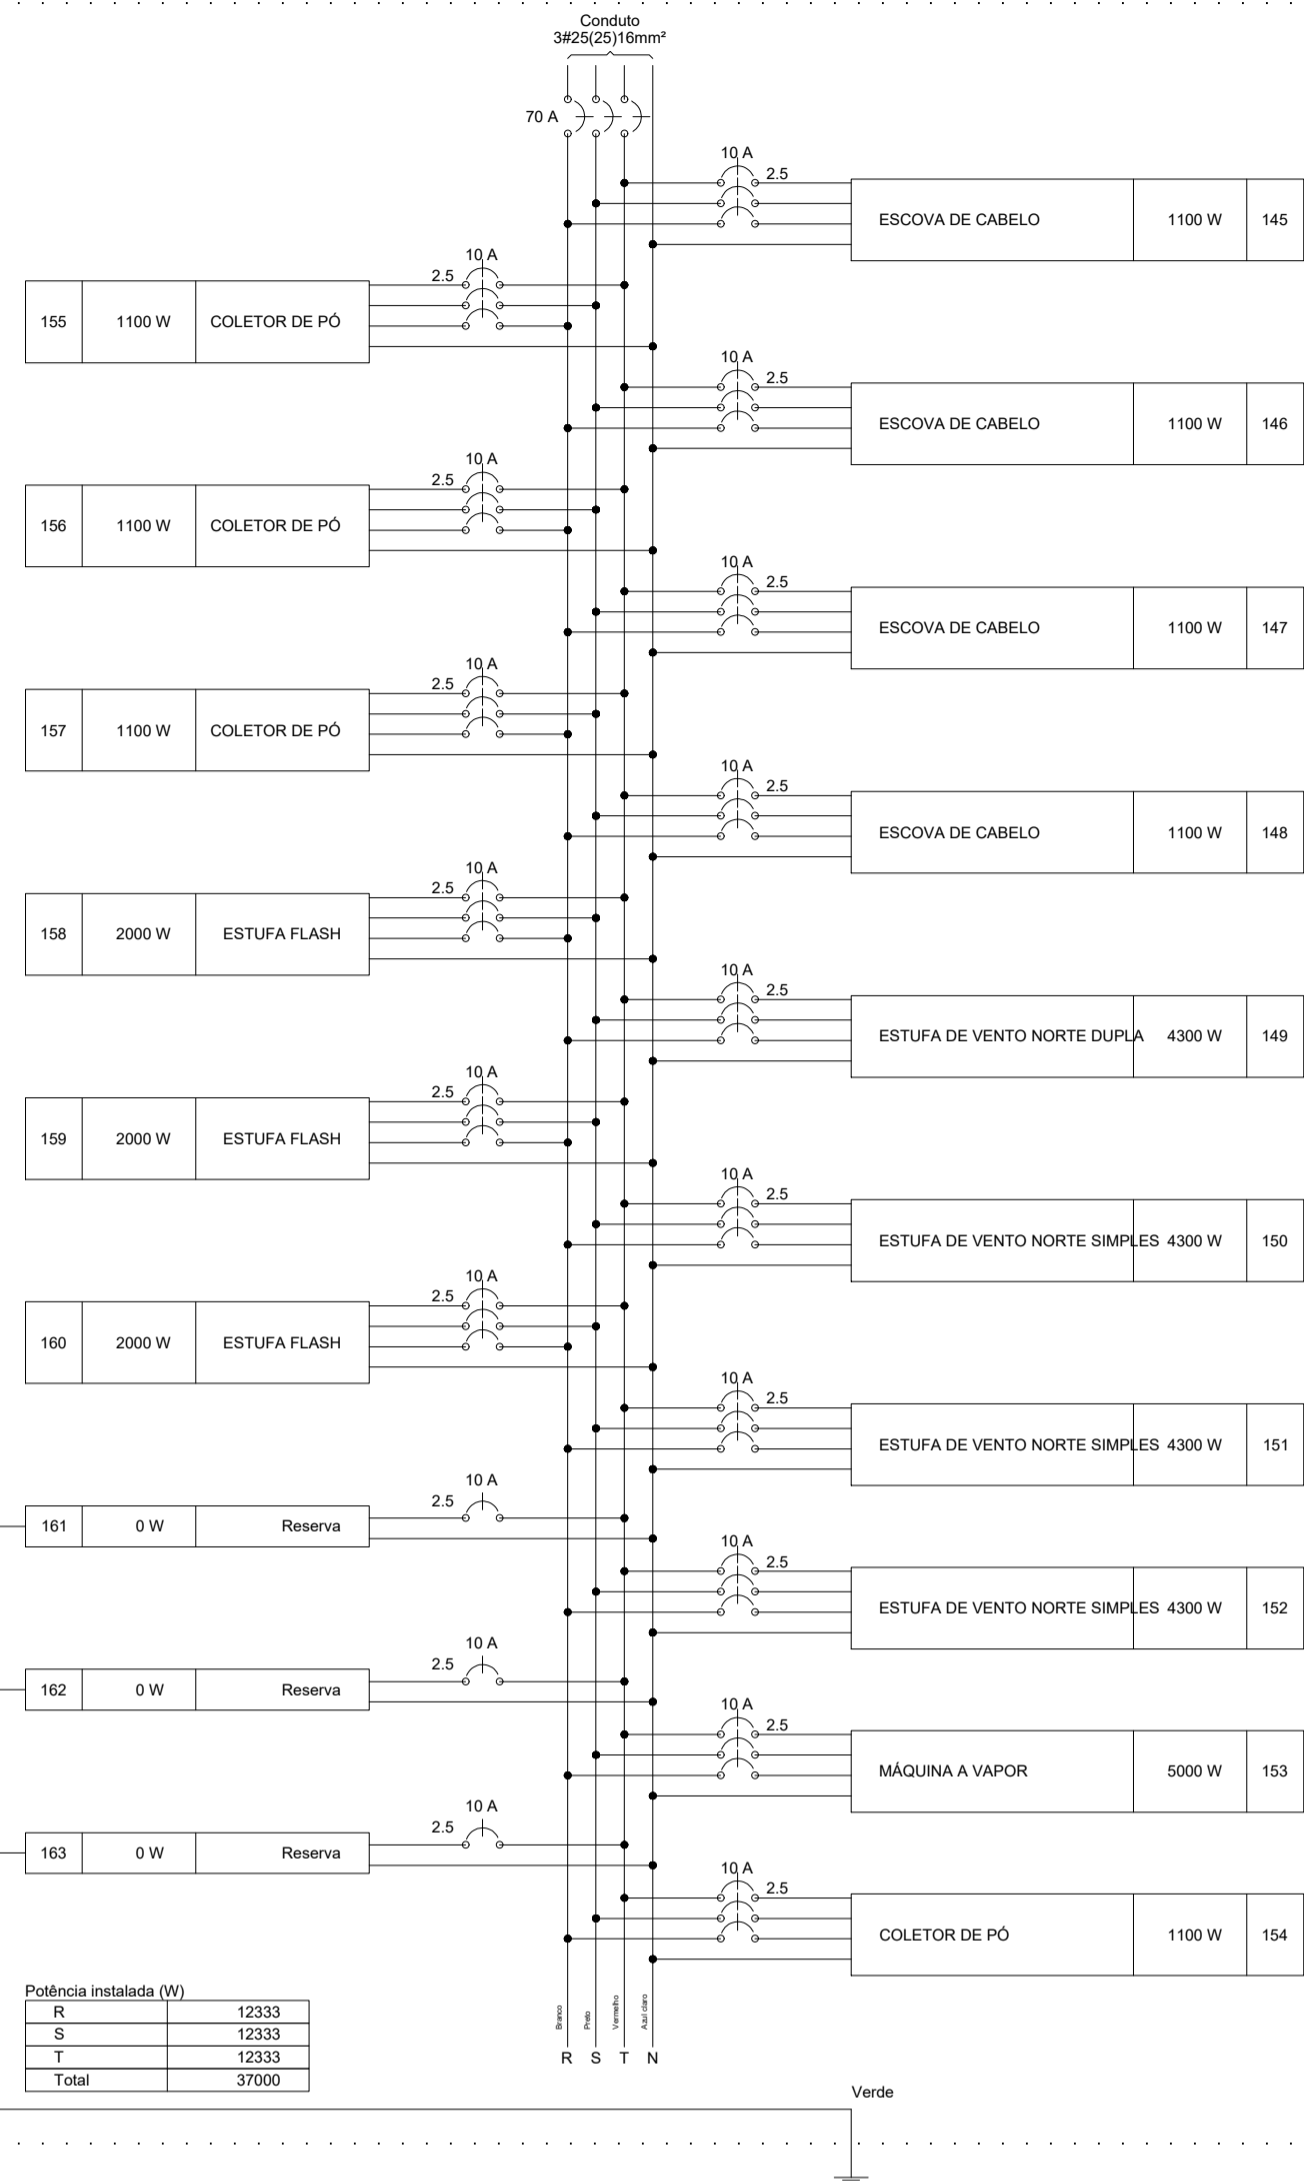 Conduto
3#25(25)16mm²
70 A
10 A
2.5
ESCOVA DE CABELO 1100 W 145
10 A
2.5
155 1100 W COLETOR DE PÓ
10 A
2.5
ESCOVA DE CABELO 1100 W 146
10 A
2.5
156 1100 W COLETOR DE PÓ
10 A
2.5
ESCOVA DE CABELO 1100 W 147
10 A
2.5
157 1100 W COLETOR DE PÓ
10 A
2.5
ESCOVA DE CABELO 1100 W 148
10 A
2.5
158 2000 W ESTUFA FLASH
10 A
2.5
ESTUFA DE VENTO NORTE DUPLA 4300 W 149
10 A
2.5
159 2000 W ESTUFA FLASH
10 A
2.5
ESTUFA DE VENTO NORTE SIMPLES 4300 W 150
10 A
2.5
160 2000 W ESTUFA FLASH
10 A
2.5
ESTUFA DE VENTO NORTE SIMPLES 4300 W 151
10 A
2.5
161 0 W Reserva
10 A
2.5
ESTUFA DE VENTO NORTE SIMPLES 4300 W 152
10 A
2.5
162 0 W Reserva
10 A
2.5
MÁQUINA A VAPOR 5000 W 153
10 A
2.5
163 0 W Reserva
10 A
2.5
COLETOR DE PÓ 1100 W 154
Potência instalada (W)
R 12333
S 12333
T 12333
Total 37000
Branco
Preto
Vermelho
Azul claro
R S T N
Verde